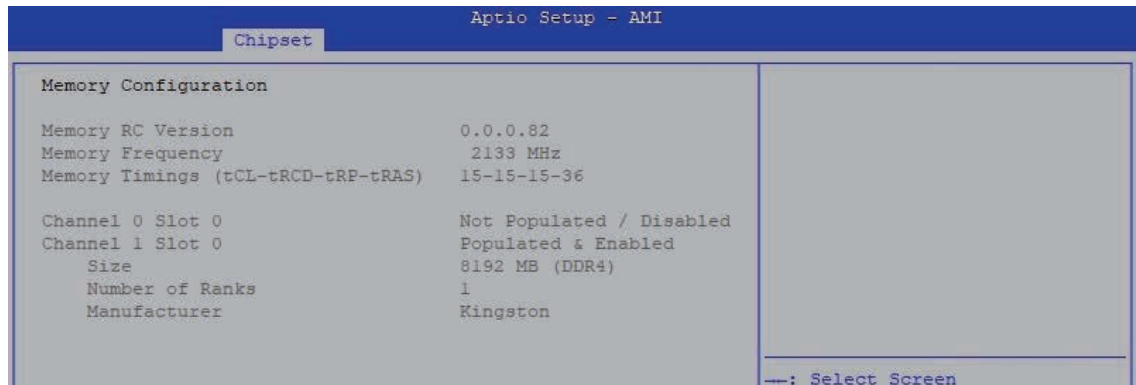 Aptio Setup - AMI
Chipset
Memory Configuration
Memory RC Version 0.0.0.82
Memory Frequency 2133 MHz
Memory Timings (tCL-tRCD-tRP-tRAS) 15-15-15-36
Channel 0 Slot 0 Not Populated / Disabled
Channel 1 Slot 0 Populated & Enabled
Size 8192 MB (DDR4)
Number of Ranks 1
Manufacturer Kingston
→←: Select Screen